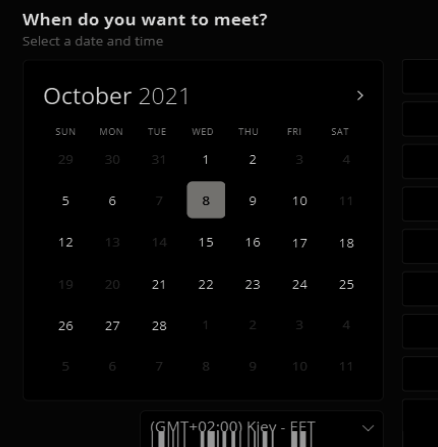 When do you want to meet?
Select a date and time
October 2021
SUN MON TUE WED THU FRI SAT
29 30 31 1 2 3 4
5 6 7 8 9 10 11
12 13 14 15 16 17 18
19 20 21 22 23 24 25
26 27 28 1 2 3 4
5 6 7 8 9 10 11
(GMT+02:00) Kiev - EET